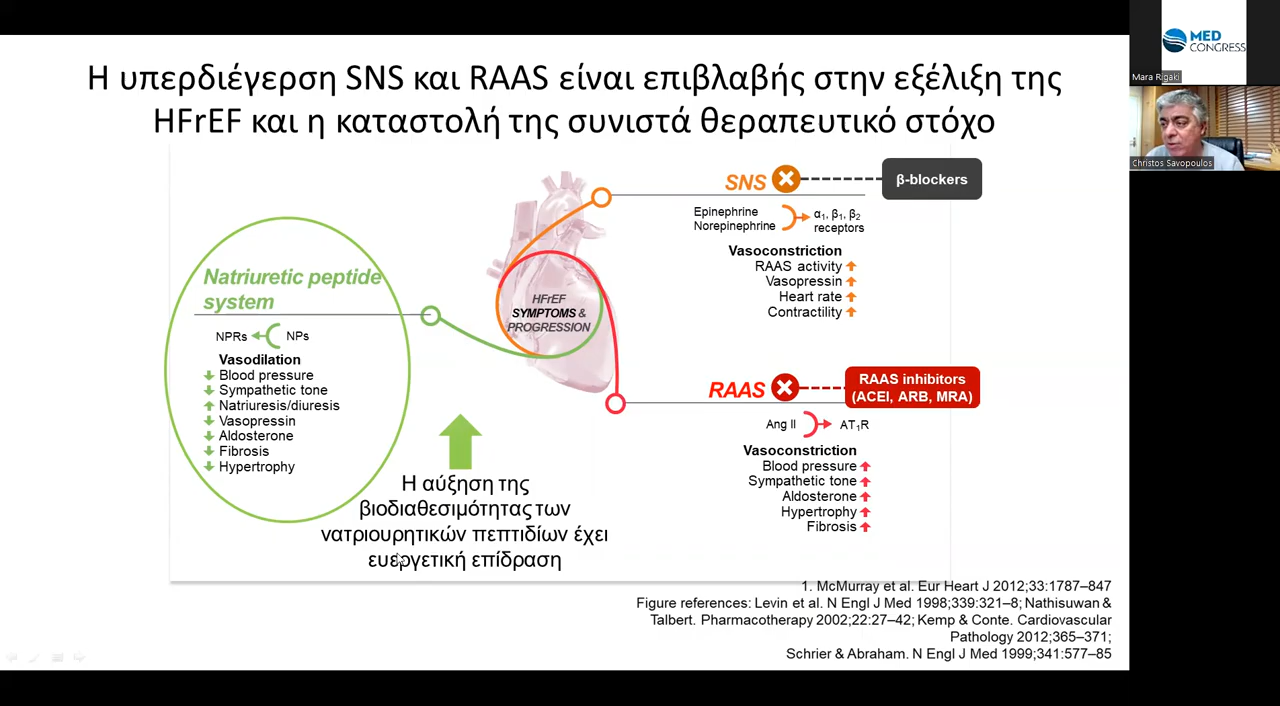 Η υπερδιέγερση SNS και RAAS είναι επιβλαβής στην εξέλιξη της
HFrEF και η καταστολή της συνιστά θεραπευτικό στόχο
MED
CONGRESS
Mara Rigaki
Christos Savopoulos
SNS
β-blockers
Epinephrine
Norepinephrine
α1, β1, β2
receptors
Vasoconstriction
RAAS activity
Vasopressin
Heart rate
Contractility
Natriuretic peptide
system
NPRs
NPs
Vasodilation
Blood pressure
Sympathetic tone
Natriuresis/diuresis
Vasopressin
Aldosterone
Fibrosis
Hypertrophy
HFrEF
SYMPTOMS &
PROGRESSION
RAAS
RAAS inhibitors
(ACEI, ARB, MRA)
Ang II
AT1R
Vasoconstriction
Blood pressure
Sympathetic tone
Aldosterone
Hypertrophy
Fibrosis
Η αύξηση της
βιοδιαθεσιμότητας των
νατριουρητικών πεπτιδίων έχει
ευεργετική επίδραση
1. McMurray et al. Eur Heart J 2012;33:1787–847
Figure references: Levin et al. N Engl J Med 1998;339:321–8; Nathisuwan &
Talbert. Pharmacotherapy 2002;22:27–42; Kemp & Conte. Cardiovascular
Pathology 2012;365–371;
Schrier & Abraham. N Engl J Med 1999;341:577–85